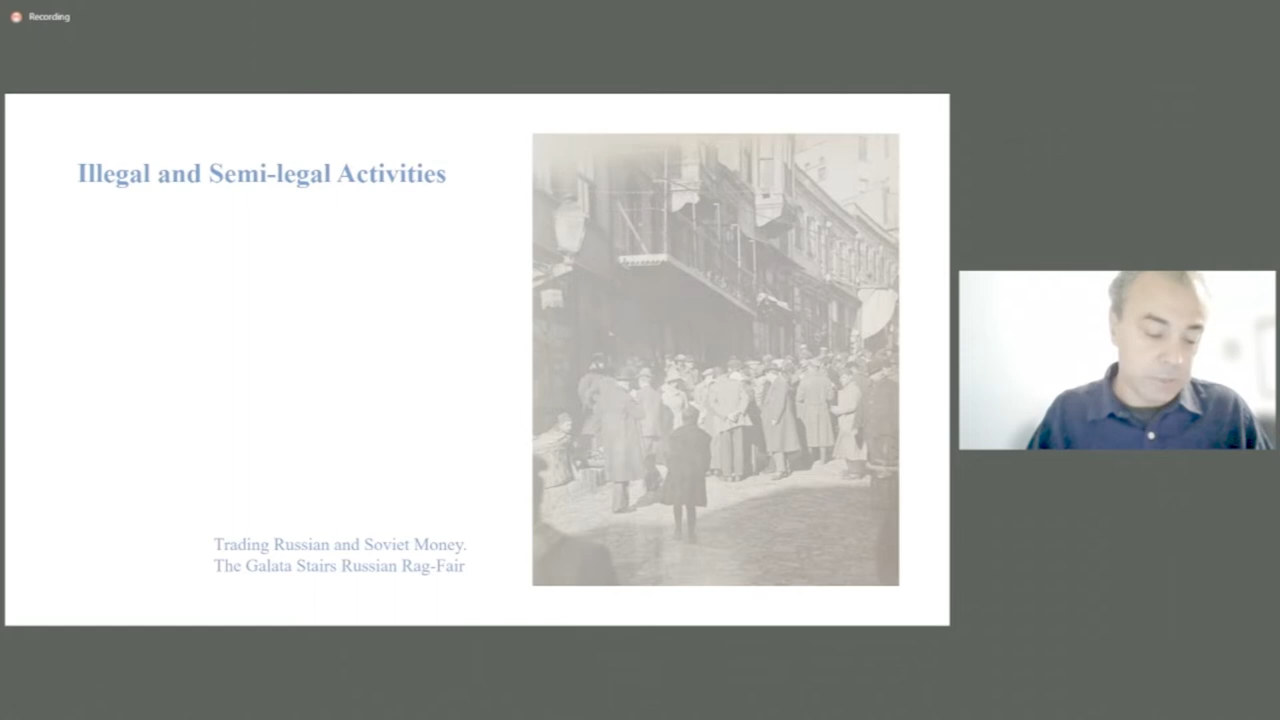 Recording
Illegal and Semi-legal Activities
Trading Russian and Soviet Money.
The Galata Stairs Russian Rag-Fair